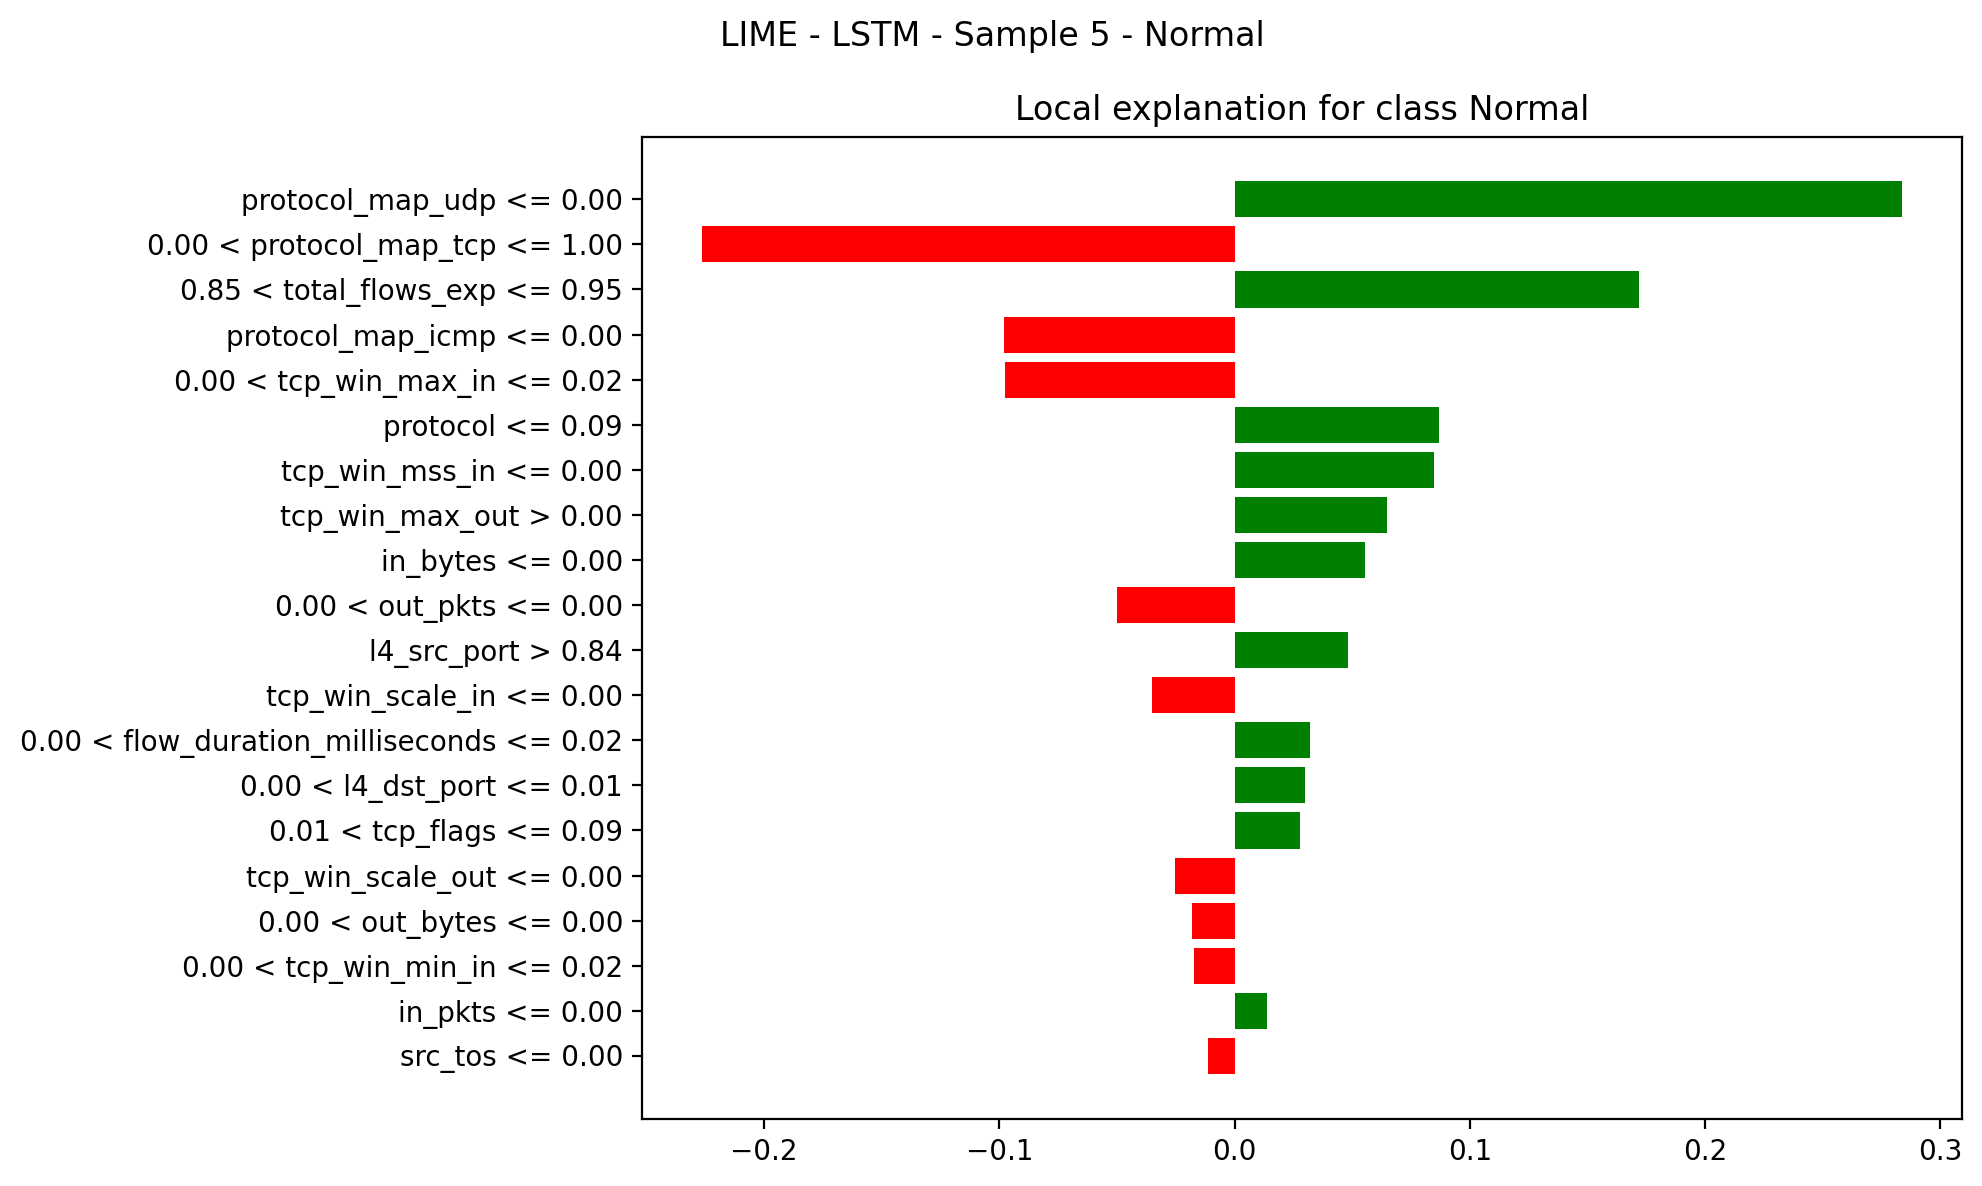 LIME - LSTM - Sample 5 - Normal
Local explanation for class Normal
protocol_map_udp <= 0.00
0.00 < protocol_map_tcp <= 1.00
0.85 < total_flows_exp <= 0.95
protocol_map_icmp <= 0.00
0.00 < tcp_win_max_in <= 0.02
protocol <= 0.09
tcp_win_mss_in <= 0.00
tcp_win_max_out > 0.00
in_bytes <= 0.00
0.00 < out_pkts <= 0.00
l4_src_port > 0.84
tcp_win_scale_in <= 0.00
0.00 < flow_duration_milliseconds <= 0.02
0.00 < l4_dst_port <= 0.01
0.01 < tcp_flags <= 0.09
tcp_win_scale_out <= 0.00
0.00 < out_bytes <= 0.00
0.00 < tcp_win_min_in <= 0.02
in_pkts <= 0.00
src_tos <= 0.00
−0.2 −0.1 0.0 0.1 0.2 0.3